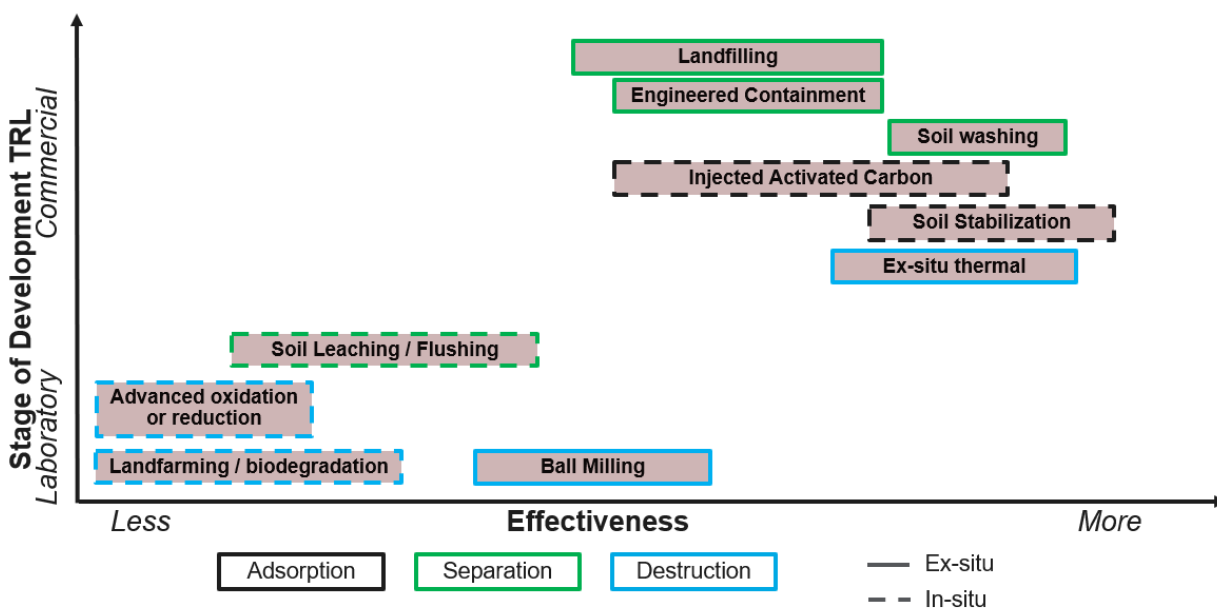 Stage of Development TRL
Commercial
Laboratory
Landfilling
Engineered Containment
Soil washing
Injected Activated Carbon
Soil Stabilization
Ex-situ thermal
Soil Leaching / Flushing
Advanced oxidation
or reduction
Landfarming / biodegradation
Ball Milling
Less
Effectiveness
More
Adsorption
Separation
Destruction
Ex-situ
In-situ